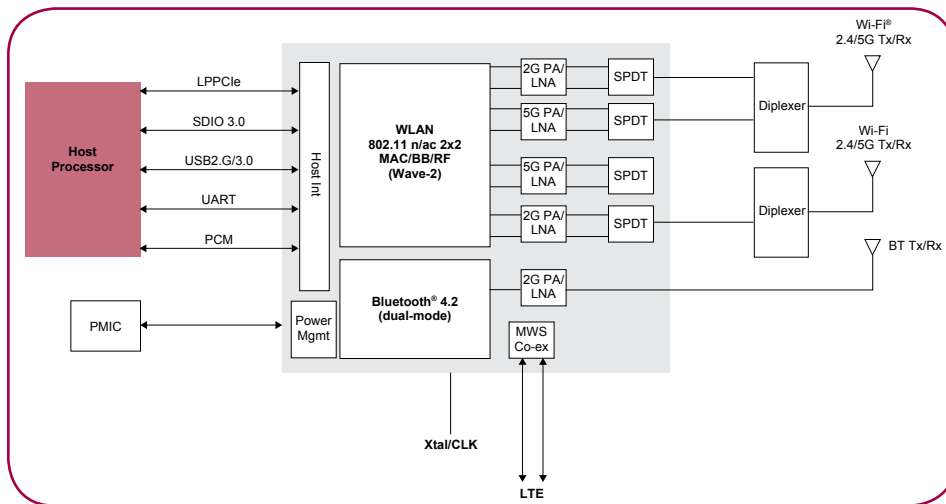 Wi-Fi®
2.4/5G Tx/Rx
Host
Processor
LPPCIe
SDIO 3.0
USB2.G/3.0
UART
PCM
Host Int
WLAN
802.11 n/ac 2x2
MAC/BB/RF
(Wave-2)
2G PA/
LNA
SPDT
5G PA/
LNA
SPDT
5G PA/
LNA
SPDT
2G PA/
LNA
SPDT
Diplexer
Wi-Fi
2.4/5G Tx/Rx
Diplexer
BT Tx/Rx
PMIC
Power
Mgmt
Bluetooth® 4.2
(dual-mode)
2G PA/
LNA
MWS
Co-ex
Xtal/CLK
LTE